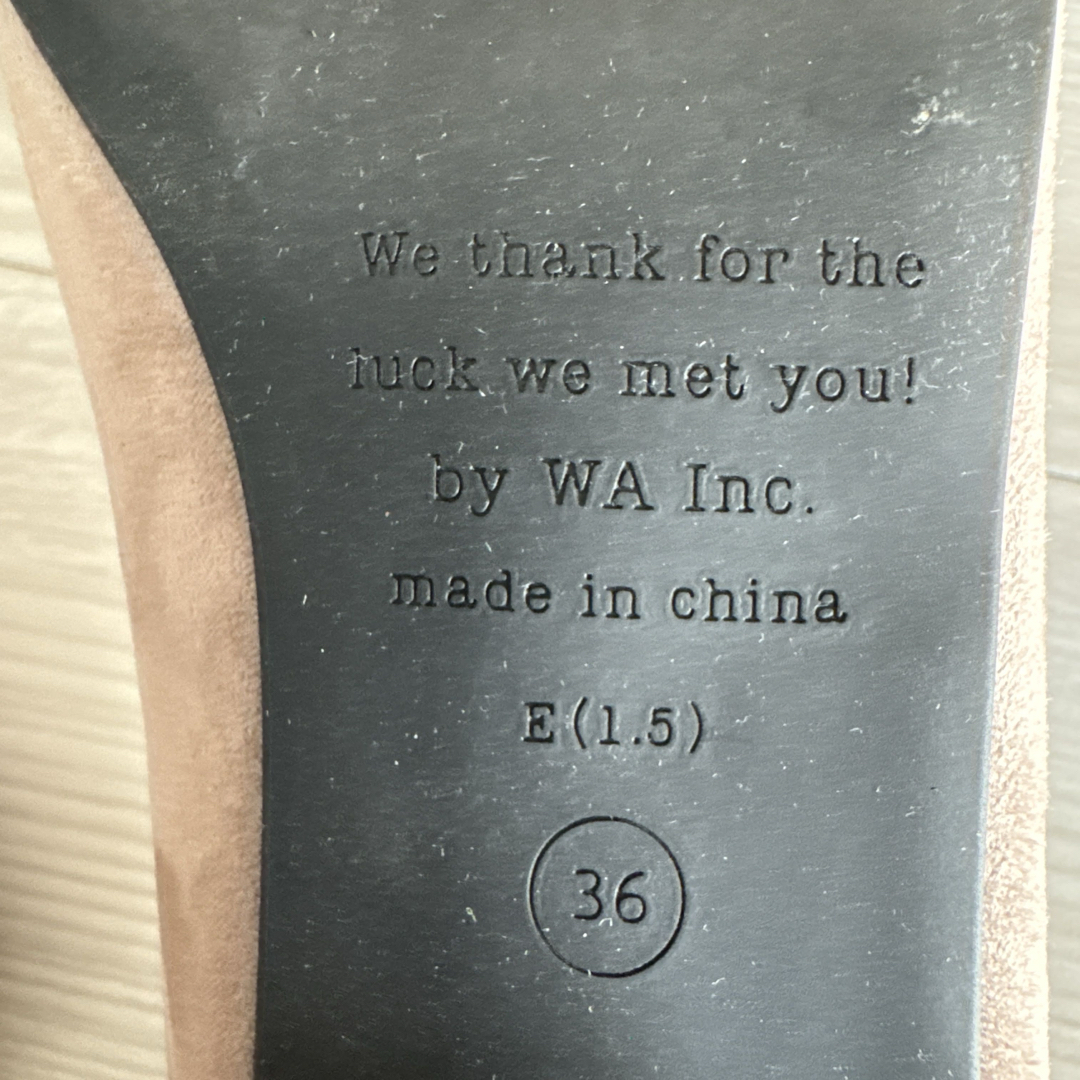 We thank for the
luck we met you!
by WA Inc.
made in china
E(1.5)
36